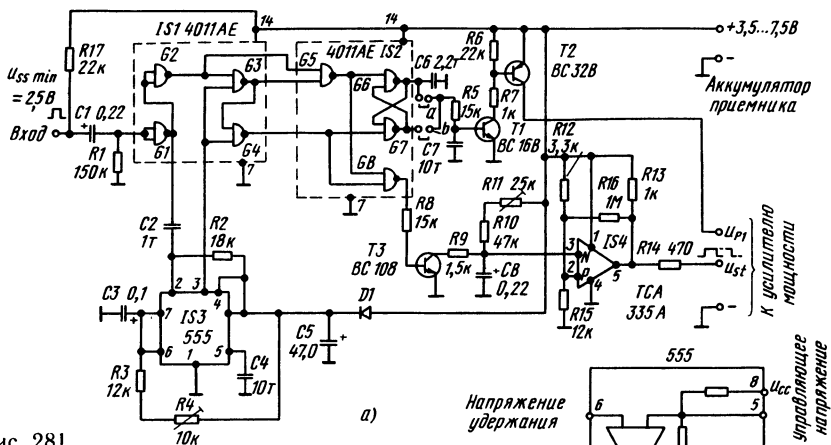 IS1 4011AE
14
14
+3,5...7,5В
R17
22к
G2
G3
4011AE IS2
G5
G6
C6 2,2т
R6
22к
T2
BC 32B
-
Аккумулятор
приемника
Uss min
= 2,5В
Вход
C1 0,22
+
R1
150к
G1
G4
7
a
b
R5
15к
R7
1к
T1
BC 16B
G7
C7
10т
G8
7
R12
3,3к
R13
1к
R16
1М
R11 25к
R8
15к
R10
47к
C2
1т
R2
18к
T3
BC 108
R9
1,5к
+C8
0,22
3
N
1
IS4
2
P
4
5
R14 470
TCA
335A
R15
12к
UP1
Ust
-
К усилителю
мощности
C3 0,1
+
2
3
4
7
IS3
555
6
1
5
R3
12к
C4
10т
C5
47,0
+
D1
R4
10к
а)
ис. 281
555
Напряжение
удержания
6
8
Ucc
5
Управляющее
напряжение